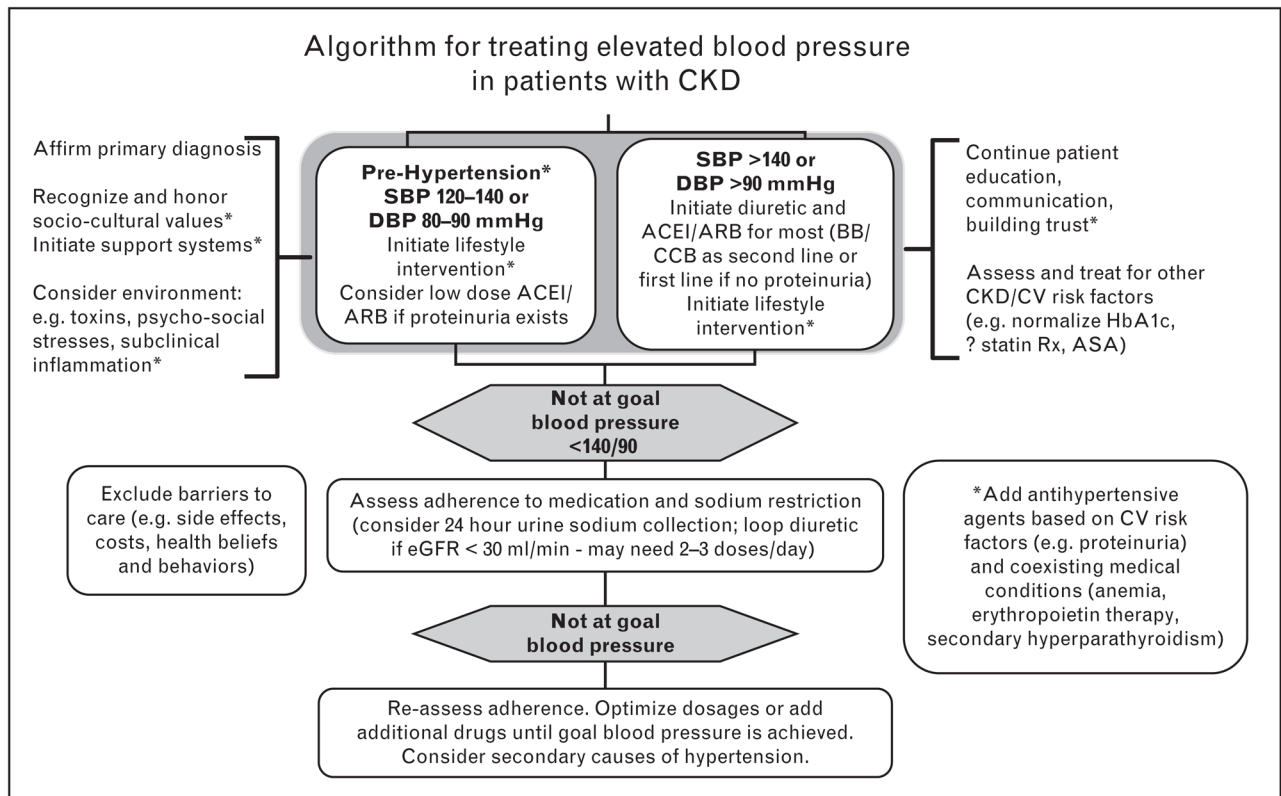 Algorithm for treating elevated blood pressure
in patients with CKD
Affirm primary diagnosis
Recognize and honor
socio-cultural values*
Initiate support systems*
Consider environment:
e.g. toxins, psycho-social
stresses, subclinical
inflammation*
Pre-Hypertension*
SBP 120–140 or
DBP 80–90 mmHg
Initiate lifestyle
intervention*
Consider low dose ACEI/
ARB if proteinuria exists
SBP >140 or
DBP >90 mmHg
Initiate diuretic and
ACEI/ARB for most (BB/
CCB as second line or
first line if no proteinuria)
Initiate lifestyle
intervention*
Continue patient
education,
communication,
building trust*
Assess and treat for other
CKD/CV risk factors
(e.g. normalize HbA1c,
? statin Rx, ASA)
Not at goal
blood pressure
<140/90
Exclude barriers to
care (e.g. side effects,
costs, health beliefs
and behaviors)
Assess adherence to medication and sodium restriction
(consider 24 hour urine sodium collection; loop diuretic
if eGFR < 30 ml/min - may need 2–3 doses/day)
*Add antihypertensive
agents based on CV risk
factors (e.g. proteinuria)
and coexisting medical
conditions (anemia,
erythropoietin therapy,
secondary hyperparathyroidism)
Not at goal
blood pressure
Re-assess adherence. Optimize dosages or add
additional drugs until goal blood pressure is achieved.
Consider secondary causes of hypertension.